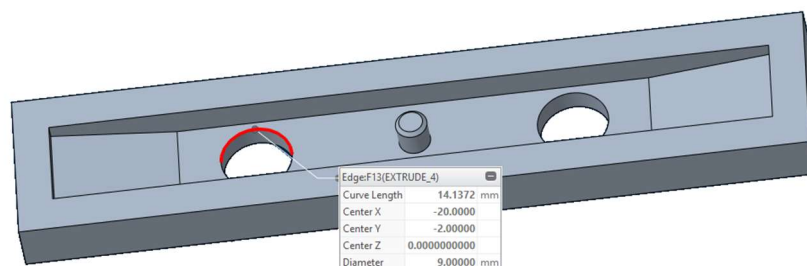 Edge:F13(EXTRUDE_4)
Curve Length 14.1372 mm
Center X -20.0000
Center Y -2.00000
Center Z 0.0000000000
Diameter 9.00000 mm